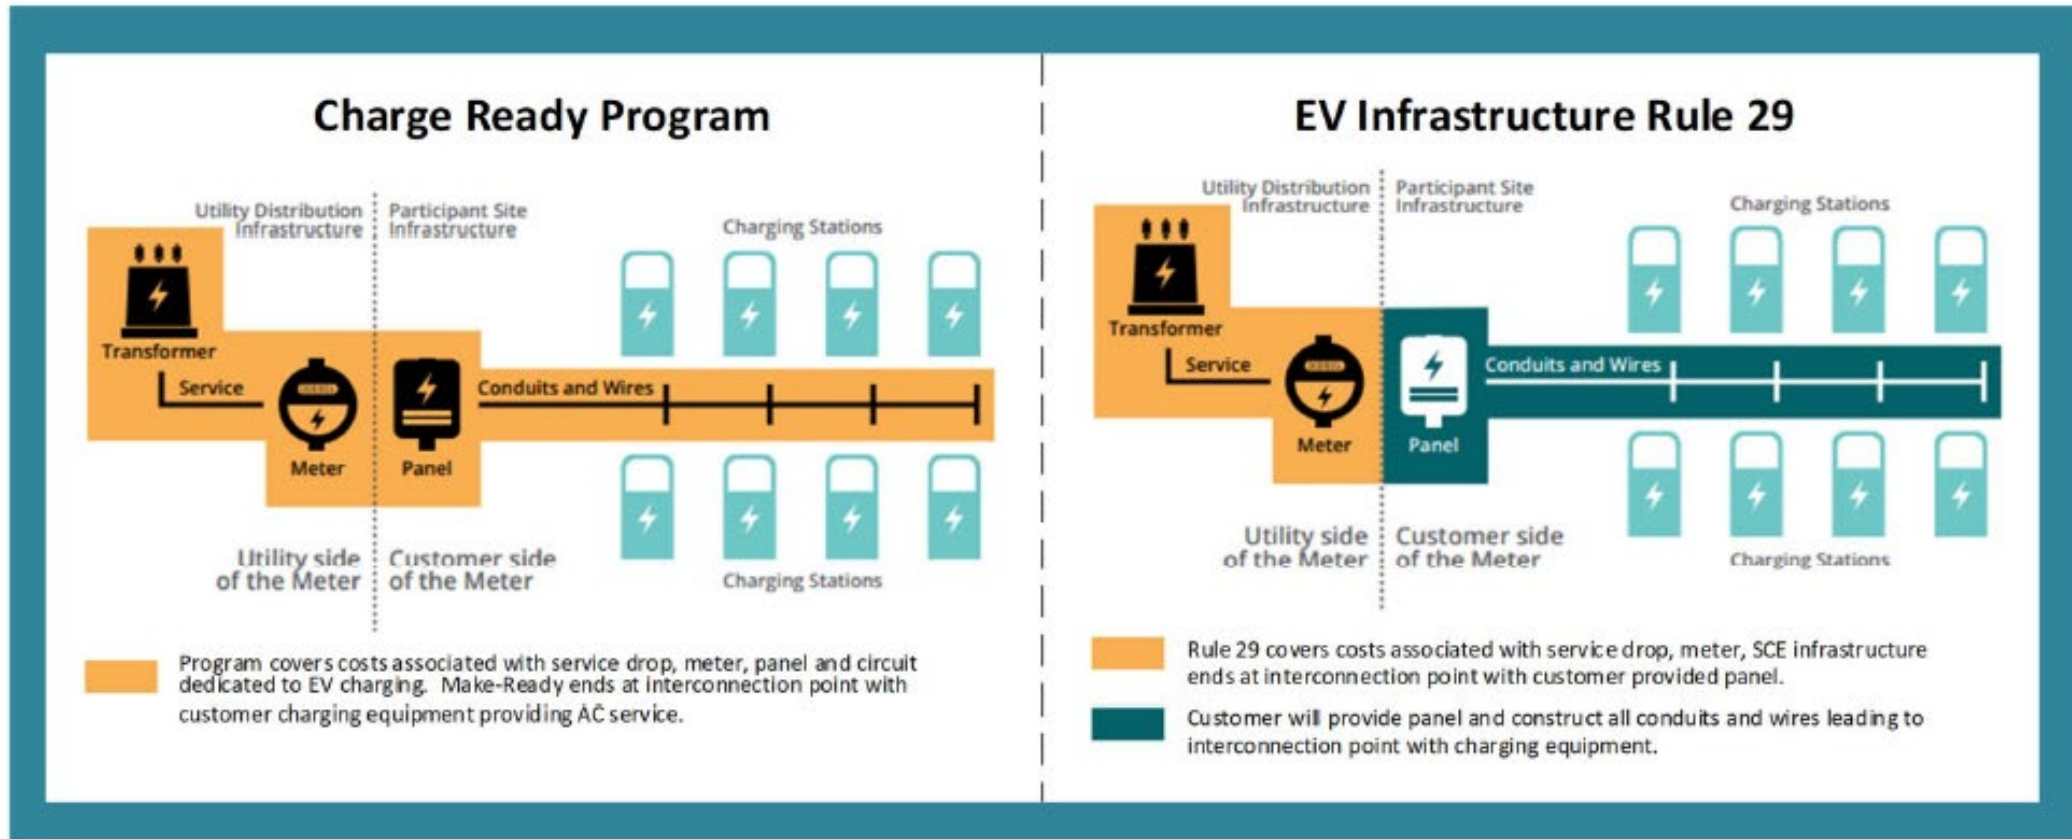 Charge Ready Program
Utility Distribution
Infrastructure
Participant Site
Infrastructure
Charging Stations
Transformer
Service
Conduits and Wires
Meter
Panel
Utility side
of the Meter
Customer side
of the Meter
Charging Stations
Program covers costs associated with service drop, meter, panel and circuit
dedicated to EV charging. Make-Ready ends at interconnection point with
customer charging equipment providing AC service.
EV Infrastructure Rule 29
Utility Distribution
Infrastructure
Participant Site
Infrastructure
Charging Stations
Transformer
Service
Conduits and Wires
Meter
Panel
Utility side
of the Meter
Customer side
of the Meter
Charging Stations
Rule 29 covers costs associated with service drop, meter, SCE infrastructure
ends at interconnection point with customer provided panel.
Customer will provide panel and construct all conduits and wires leading to
interconnection point with charging equipment.